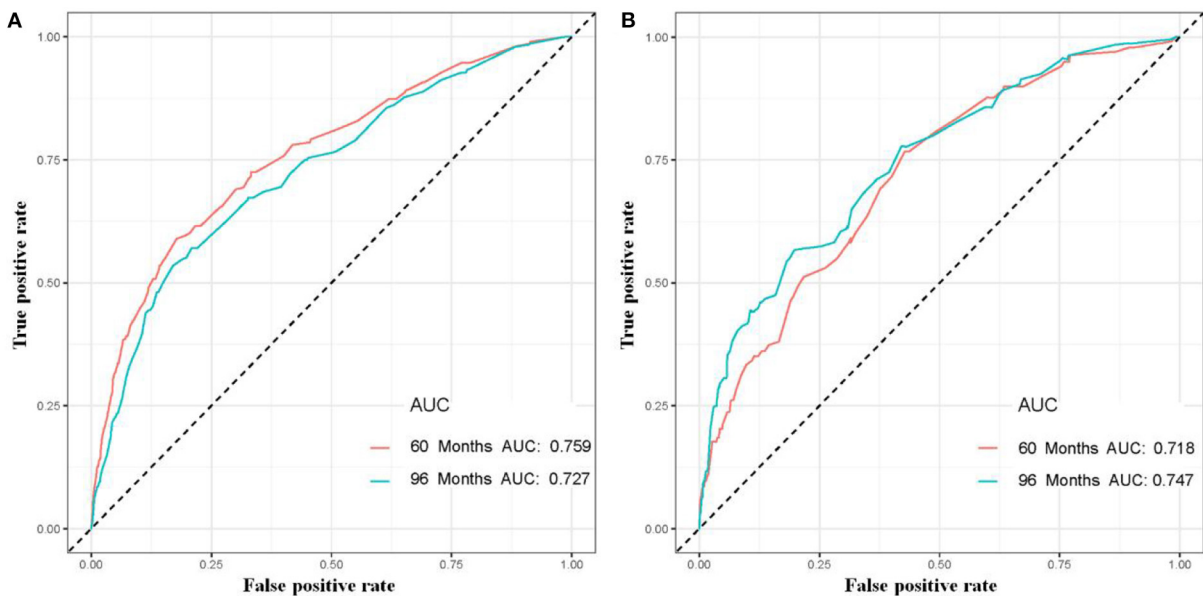 A
1.00
0.75
0.50
0.25
0.00
True positive rate
AUC
60 Months AUC: 0.759
96 Months AUC: 0.727
0.00 0.25 0.50 0.75 1.00
False positive rate
B
1.00
0.75
0.50
0.25
0.00
True positive rate
AUC
60 Months AUC: 0.718
96 Months AUC: 0.747
0.00 0.25 0.50 0.75 1.00
False positive rate